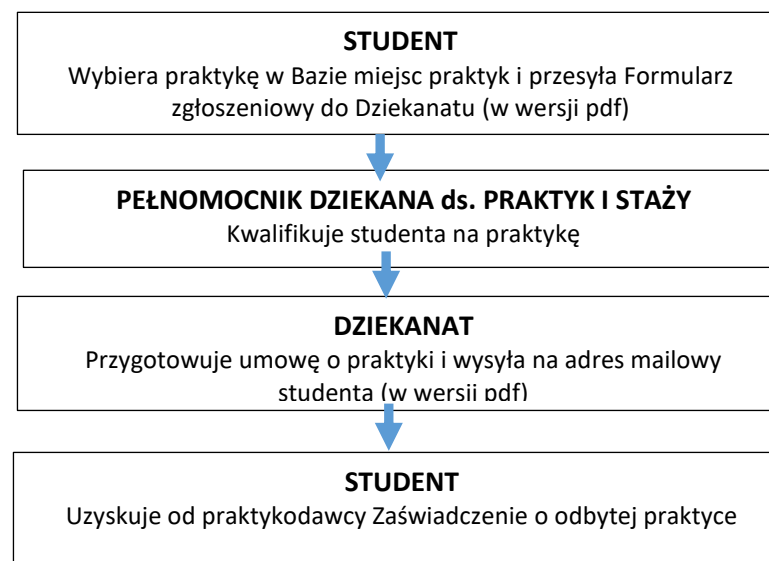 STUDENT
Wybiera praktykę w Bazie miejsc praktyk i przesyła Formularz
zgłoszeniowy do Dziekanatu (w wersji pdf)
PEŁNOMOCNIK DZIEKANA ds. PRAKTYK I STAŻY
Kwalifikuje studenta na praktykę
DZIEKANAT
Przygotowuje umowę o praktyki i wysyła na adres mailowy
studenta (w wersji pdf)
STUDENT
Uzyskuje od praktykodawcy Zaświadczenie o odbytej praktyce